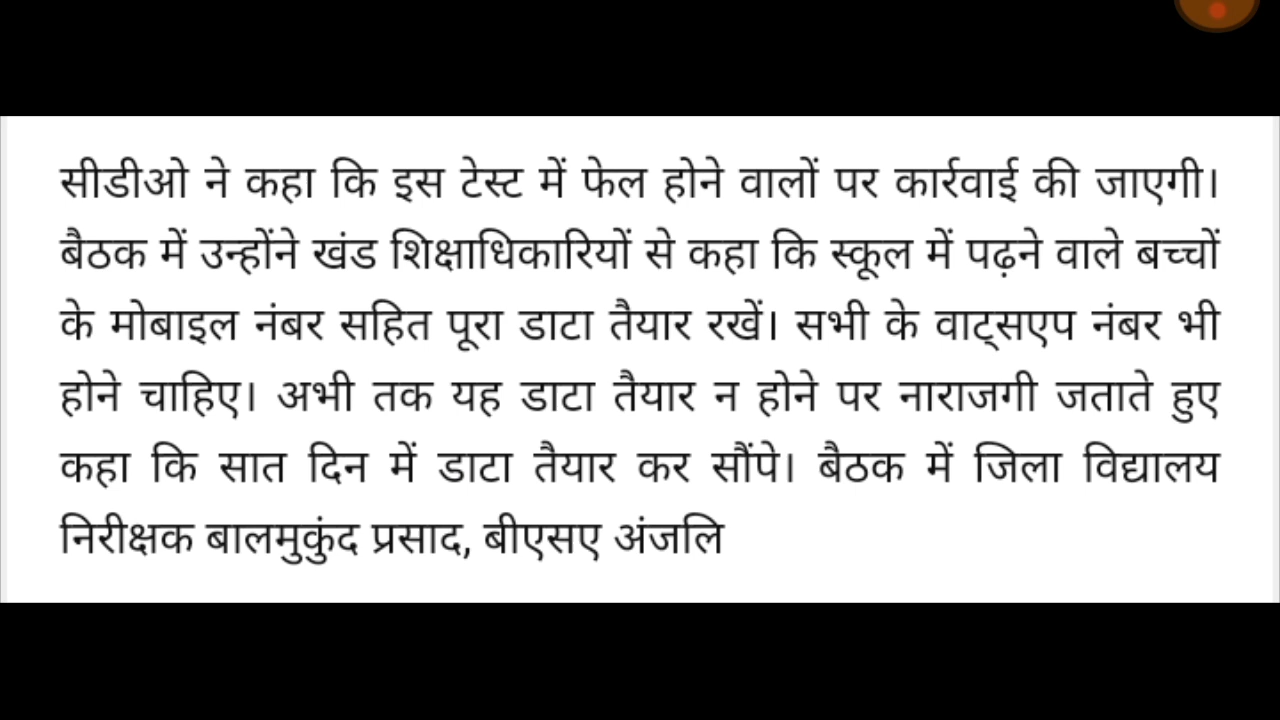 सीडीओ ने कहा कि इस टेस्ट में फेल होने वालों पर कार्रवाई की जाएगी।
बैठक में उन्होंने खंड शिक्षाधिकारियों से कहा कि स्कूल में पढ़ने वाले बच्चों
के मोबाइल नंबर सहित पूरा डाटा तैयार रखें। सभी के वाट्सएप नंबर भी
होने चाहिए। अभी तक यह डाटा तैयार न होने पर नाराजगी जताते हुए
कहा कि सात दिन में डाटा तैयार कर सौंपे। बैठक में जिला विद्यालय
निरीक्षक बालमुकुंद प्रसाद, बीएसए अंजलि